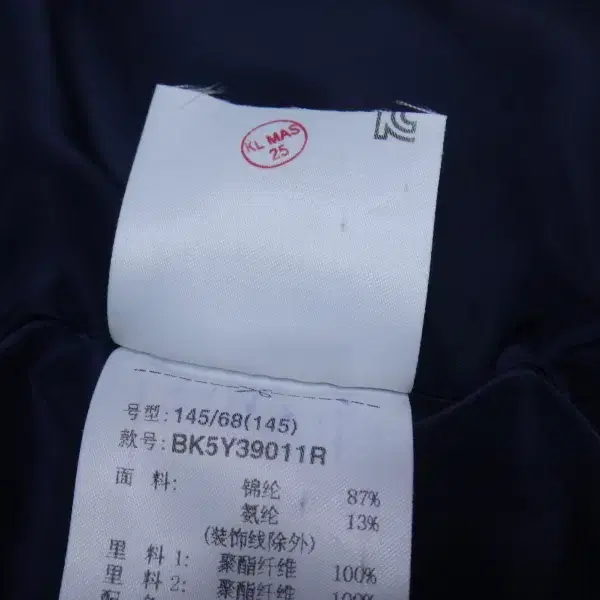 KL MAS
25
号型: 145/68(145)
款号: BK5Y39011R
面 料: 锦纶 87%
氨纶 13%
(装饰线除外)
里 料 1: 聚酯纤维 100%
里 料 2: 聚酯纤维 100%